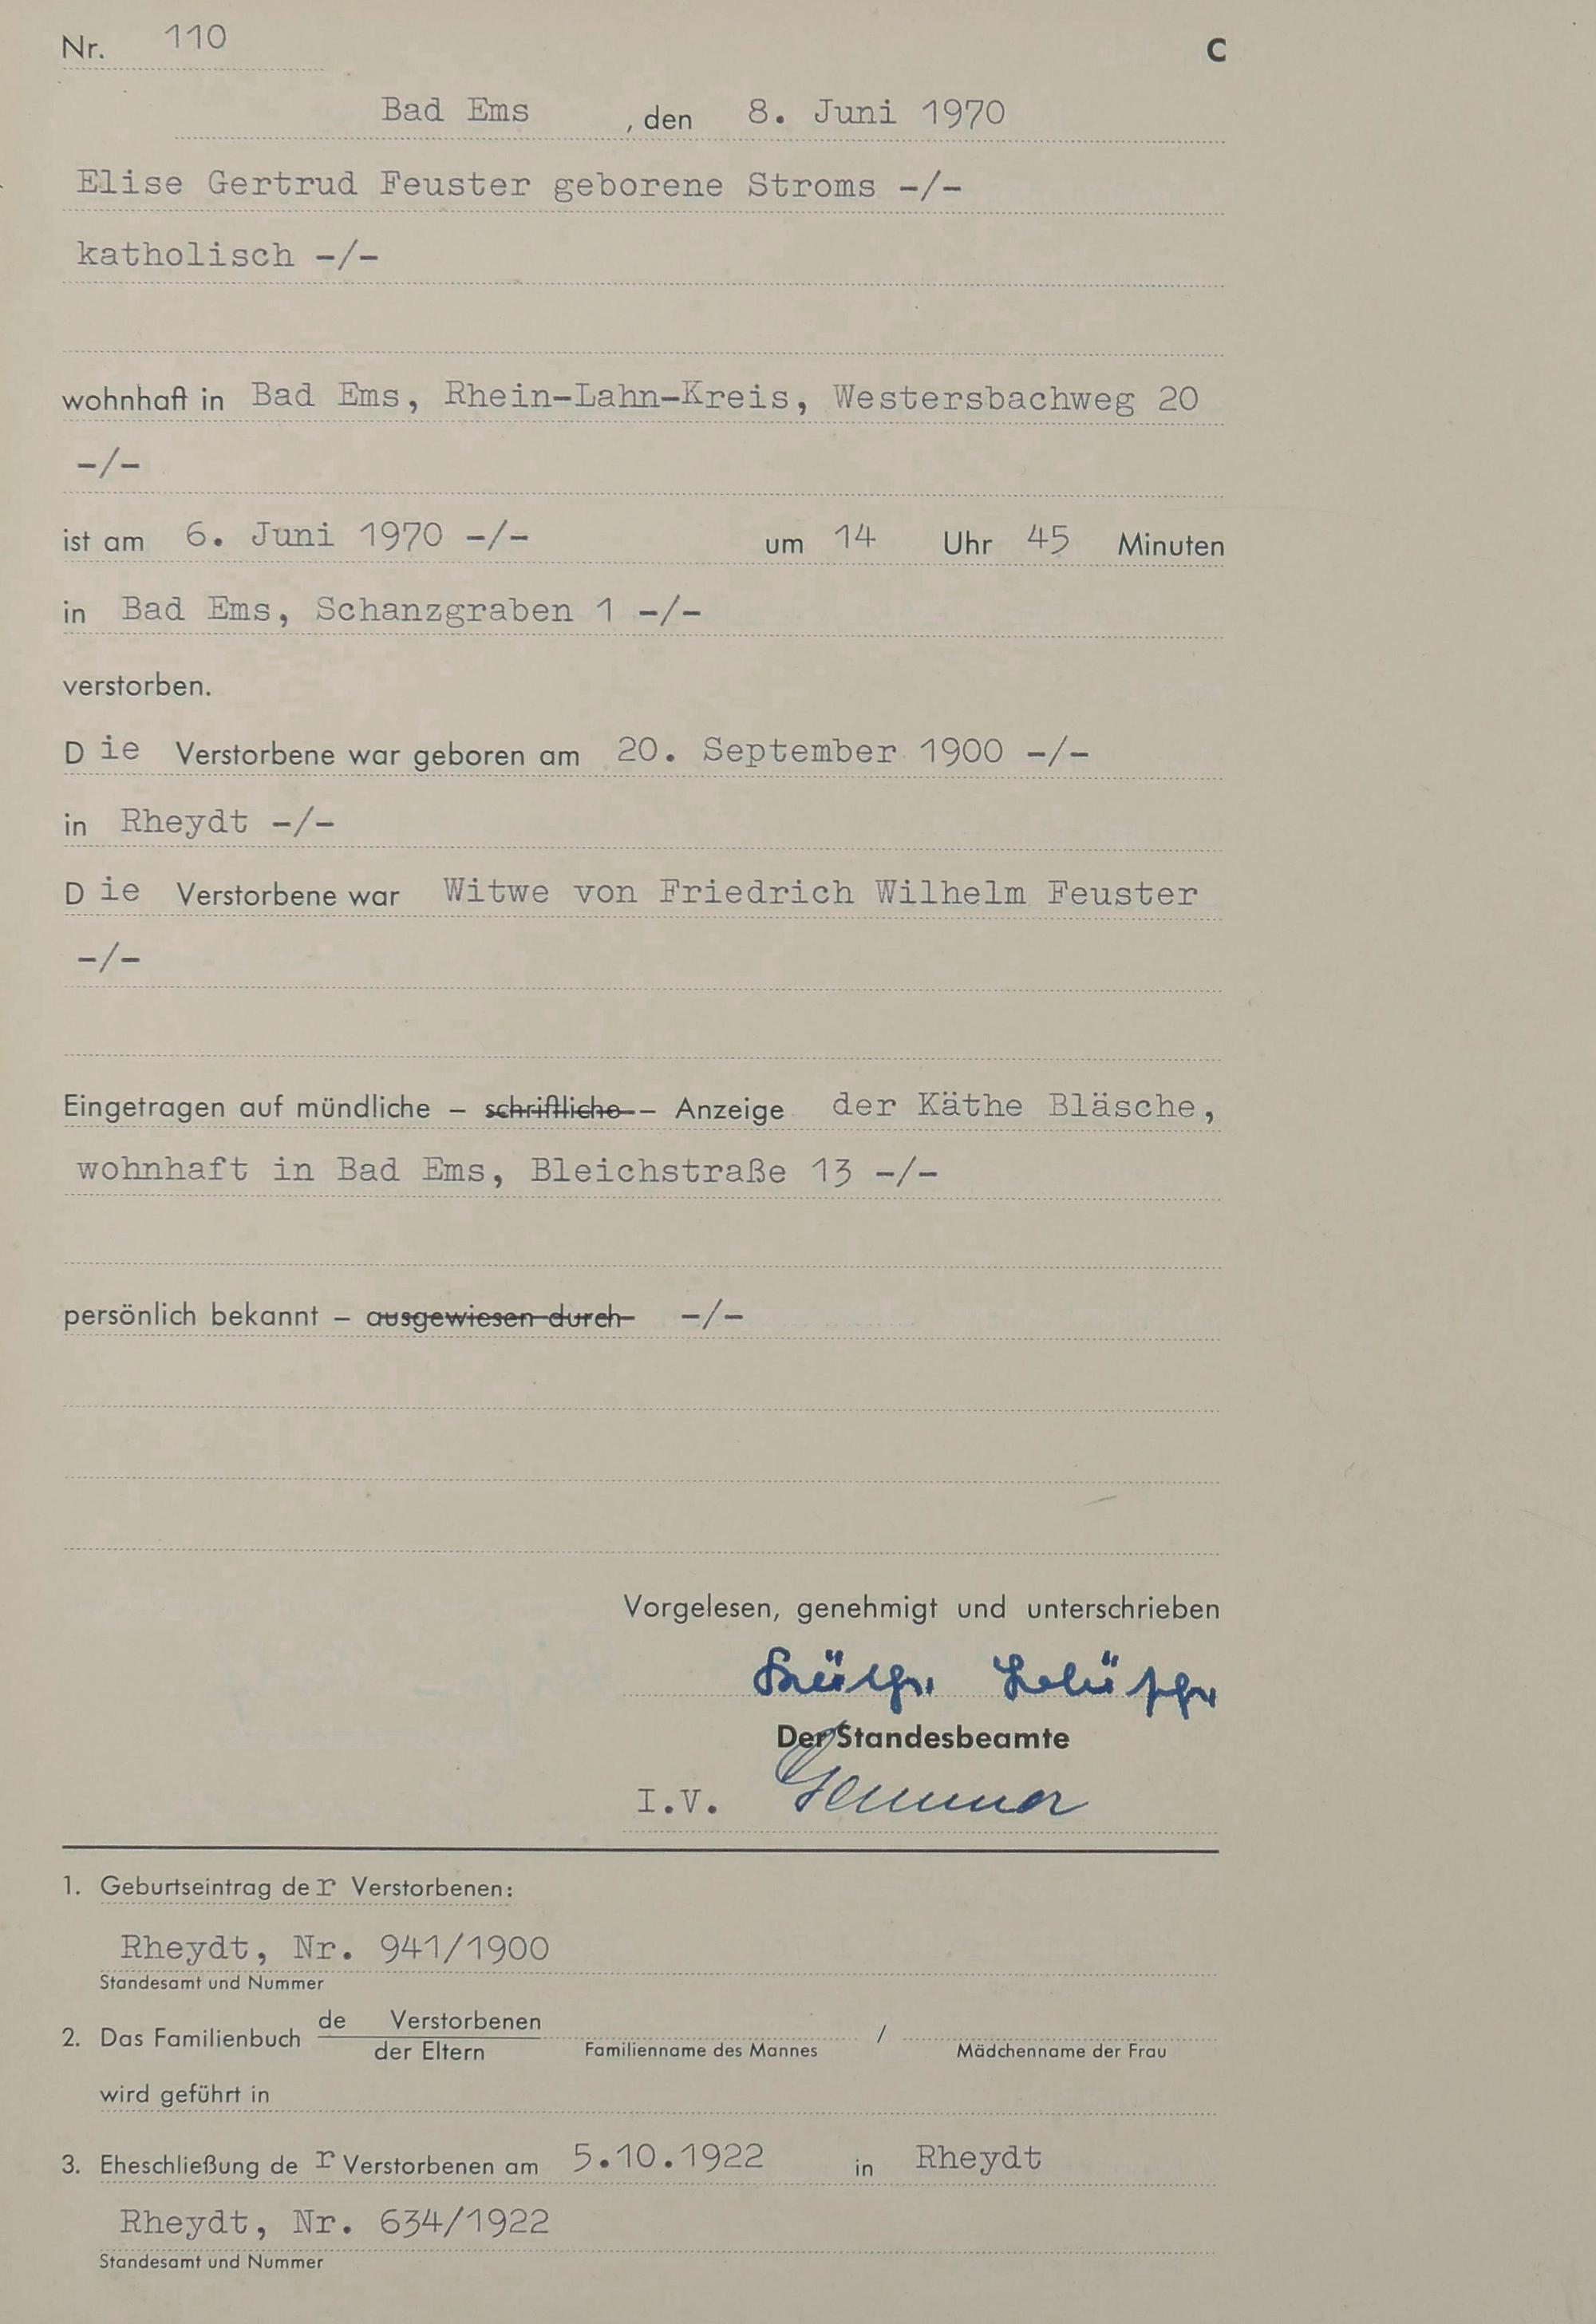 Nr. 110 C
Bad Ems , den 8. Juni 1970
Elise Gertrud Feuster geborene Stroms -/-
katholisch -/-
wohnhaft in Bad Ems, Rhein-Lahn-Kreis, Westersbachweg 20
-/-
ist am 6. Juni 1970 -/- um 14 Uhr 45 Minuten
in Bad Ems, Schanzgraben 1 -/-
verstorben.
D ie Verstorbene war geboren am 20. September 1900 -/-
in Rheydt -/-
D ie Verstorbene war Witwe von Friedrich Wilhelm Feuster
-/-
Eingetragen auf mündliche – schriftliche – Anzeige der Käthe Bläsche,
wohnhaft in Bad Ems, Bleichstraße 13 -/-
persönlich bekannt – ausgewiesen durch -/-
Vorgelesen, genehmigt und unterschrieben
Der Standesbeamte
I.V.
1. Geburtseintrag de r Verstorbenen:
Rheydt, Nr. 941/1900
Standesamt und Nummer
de Verstorbenen
2. Das Familienbuch /
der Eltern Familienname des Mannes Mädchenname der Frau
wird geführt in
3. Eheschließung de r Verstorbenen am 5.10.1922 in Rheydt
Rheydt, Nr. 634/1922
Standesamt und Nummer